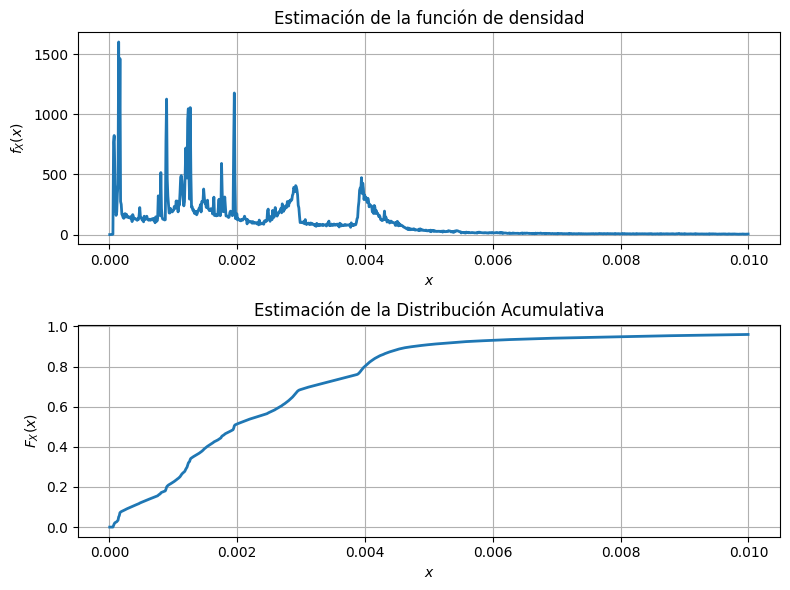 Estimación de la función de densidad
1500
1000
500
0
f_X(x)
0.000 0.002 0.004 0.006 0.008 0.010
x
Estimación de la Distribución Acumulativa
1.0
0.8
0.6
0.4
0.2
0.0
F_X(x)
0.000 0.002 0.004 0.006 0.008 0.010
x